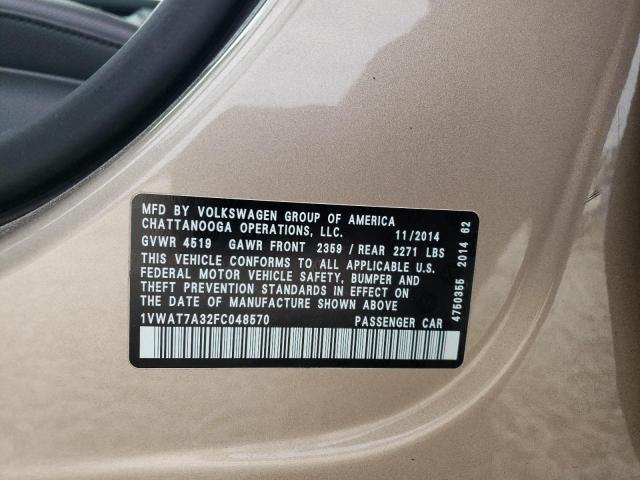 MFD BY VOLKSWAGEN GROUP OF AMERICA
CHATTANOOGA OPERATIONS, LLC. 11/2014
GVWR 4519 GAWR FRONT 2359 / REAR 2271 LBS
THIS VEHICLE CONFORMS TO ALL APPLICABLE U.S.
FEDERAL MOTOR VEHICLE SAFETY, BUMPER AND
THEFT PREVENTION STANDARDS IN EFFECT ON
THE DATE OF MANUFACTURE SHOWN ABOVE
1VWAT7A32FC048570 PASSENGER CAR
4750355 2014 62